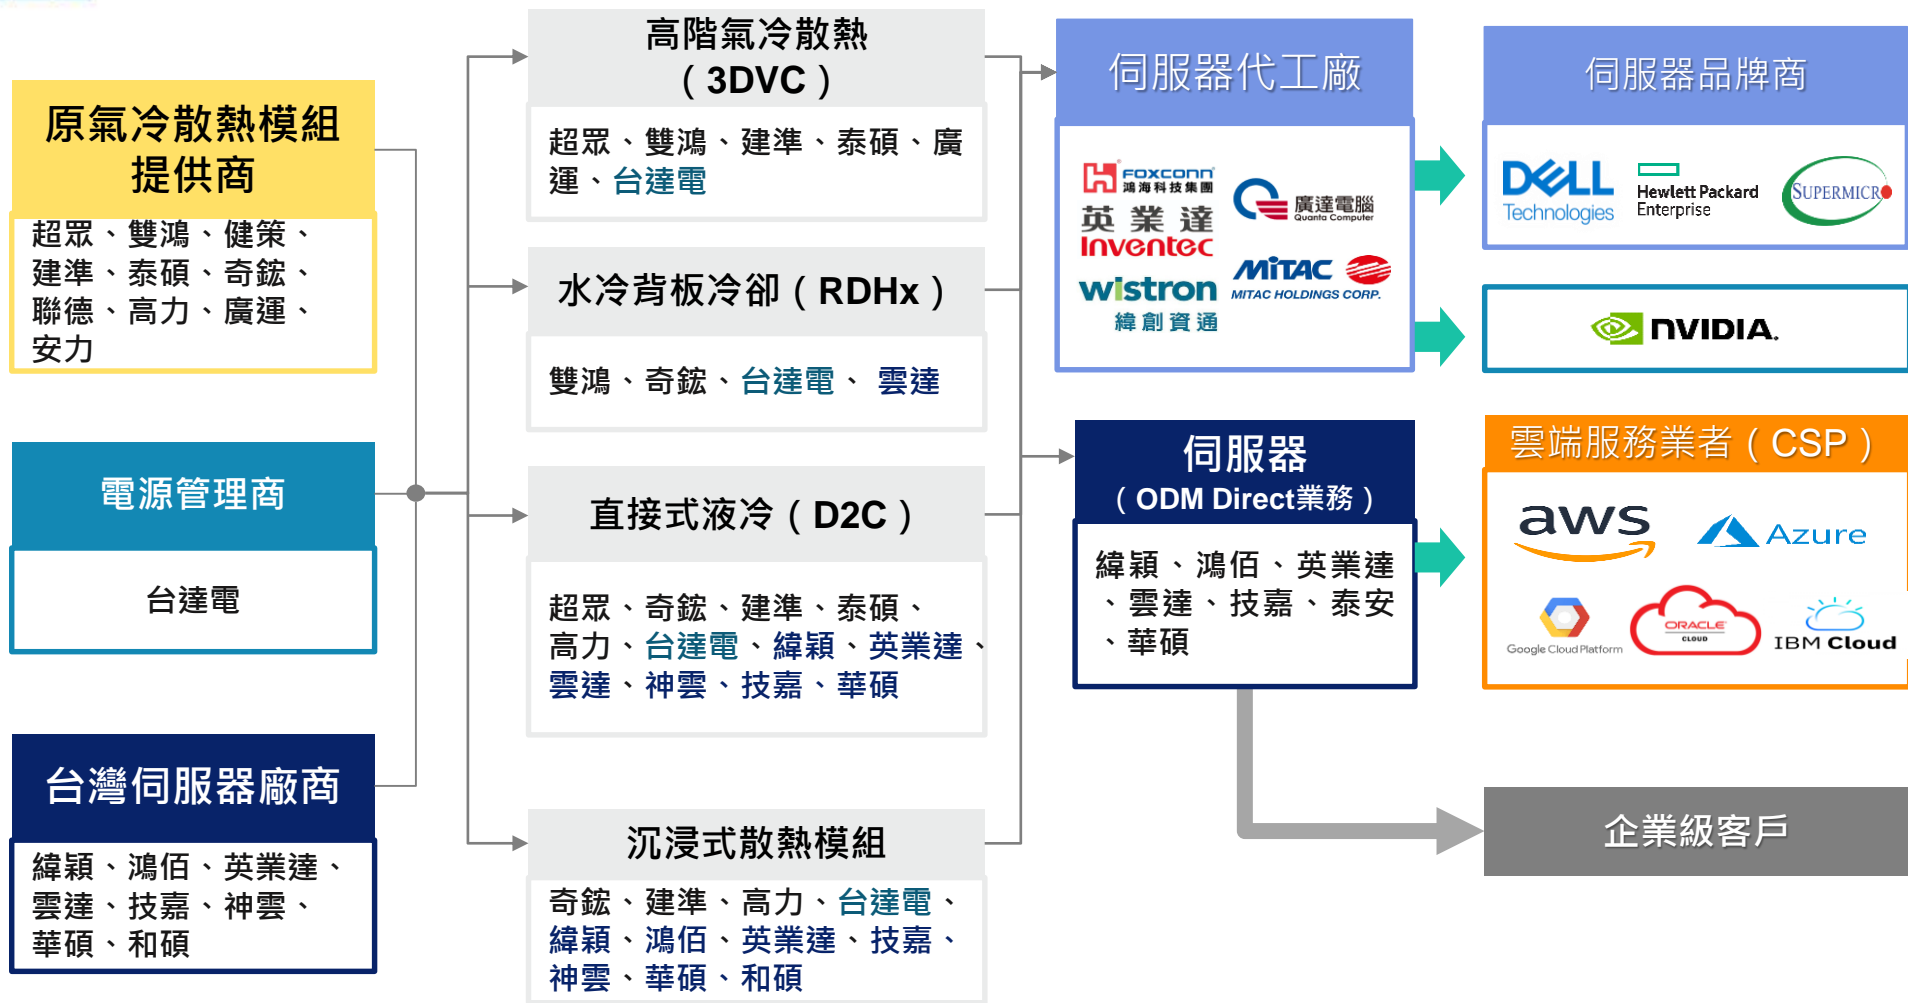 原氣冷散熱模組
提供商
超眾、雙鴻、健策、
建準、泰碩、奇鋐、
聯德、高力、廣運、
安力
電源管理商
台達電
台灣伺服器廠商
緯穎、鴻佰、英業達、
雲達、技嘉、神雲、
華碩、和碩
高階氣冷散熱
（3DVC）
超眾、雙鴻、建準、泰碩、廣
運、台達電
水冷背板冷卻（RDHx）
雙鴻、奇鋐、台達電、 雲達
直接式液冷（D2C）
超眾、奇鋐、建準、泰碩、
高力、台達電、緯穎、英業達、
雲達、神雲、技嘉、華碩
沉浸式散熱模組
奇鋐、建準、高力、台達電、
緯穎、鴻佰、英業達、技嘉、
神雲、華碩、和碩
伺服器代工廠
FOXCONN
鴻海科技集團
廣達電腦
Quanta Computer
英業達
Inventec
MiTAC
MITAC HOLDINGS CORP.
wistron
緯創資通
伺服器
（ODM Direct業務）
緯穎、鴻佰、英業達
、雲達、技嘉、泰安
、華碩
伺服器品牌商
DELL
Technologies
Hewlett Packard
Enterprise
SUPERMICRO
NVIDIA.
雲端服務業者（CSP）
aws
Azure
Google Cloud Platform
ORACLE
CLOUD
IBM Cloud
企業級客戶